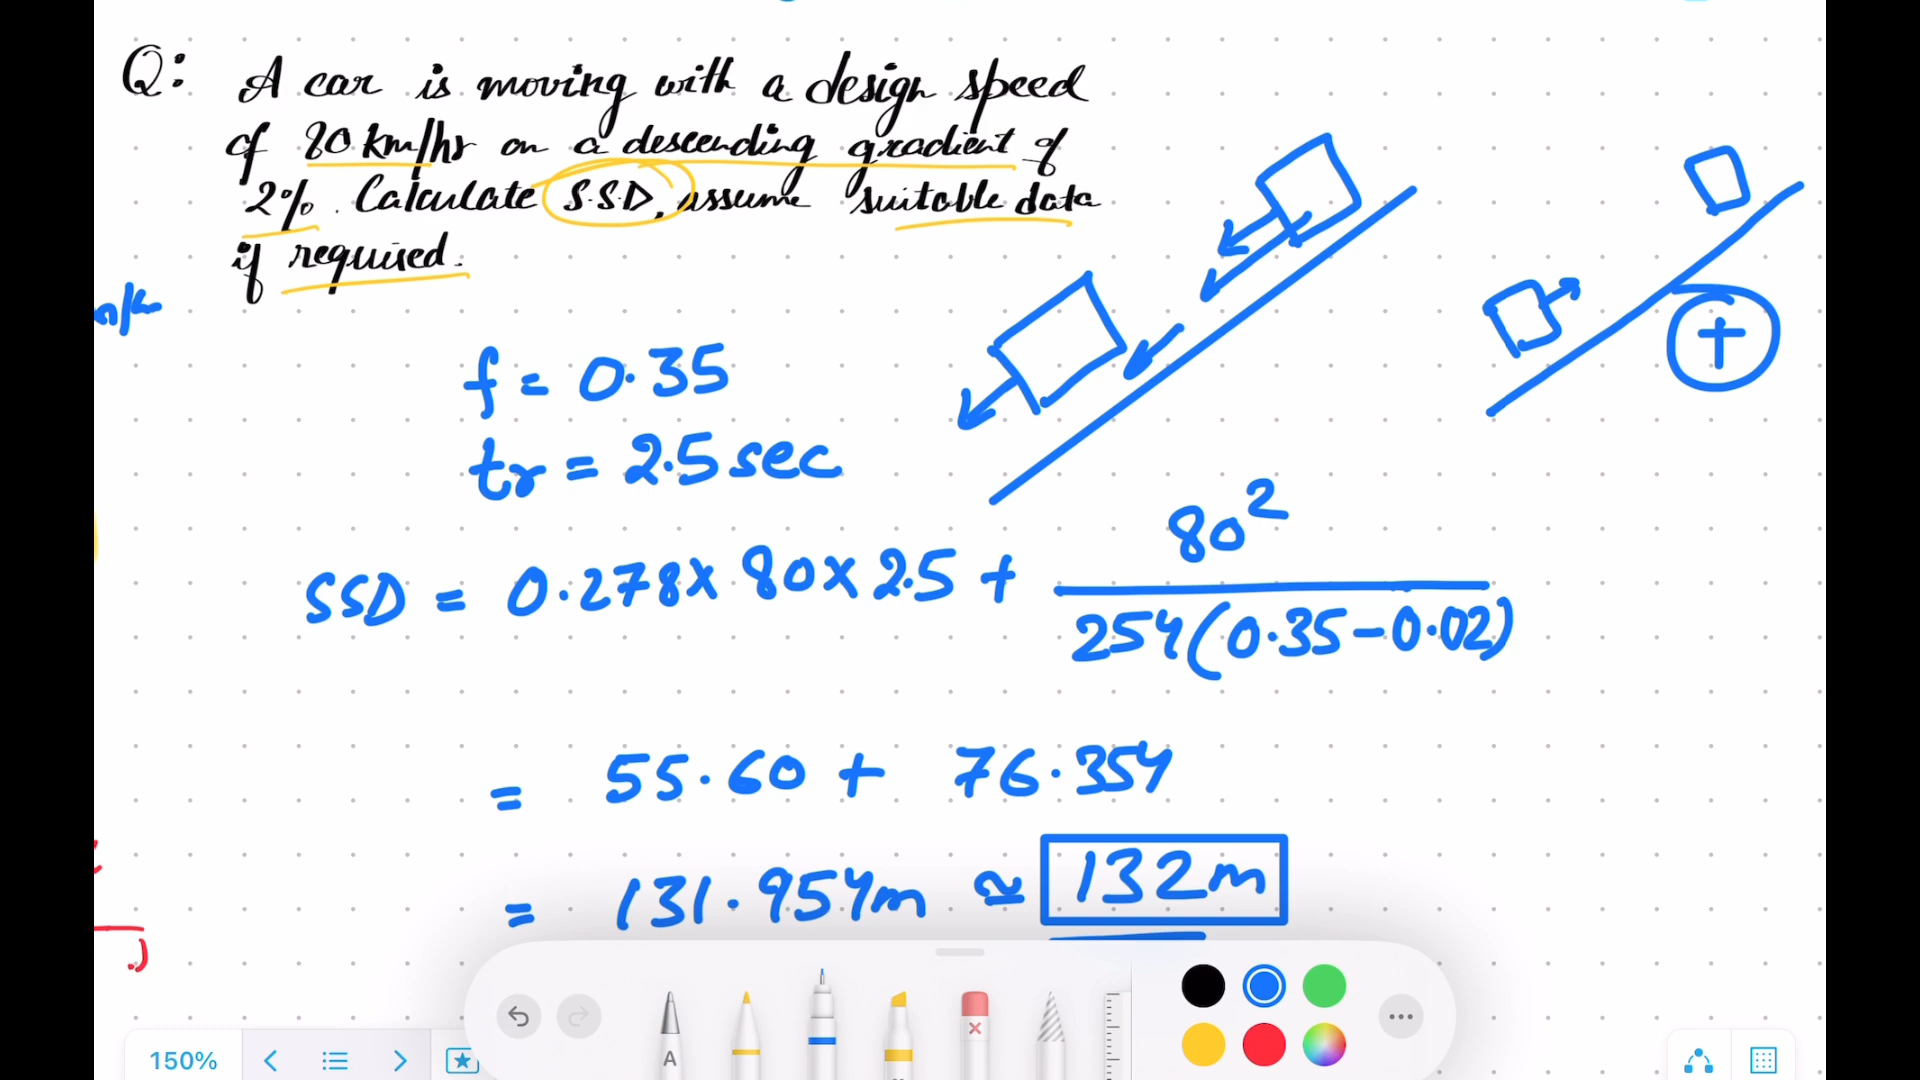 Q: A car is moving with a design speed
of 80 km/hr on a descending gradient of
2%. Calculate S.S.D, assume suitable data
if required.
f = 0.35
tr = 2.5 sec
SSD = 0.278 x 80 x 2.5 + 80²
254(0.35-0.02)
= 55.60 + 76.354
= 131.954m ≃ 132m
+
A
150%